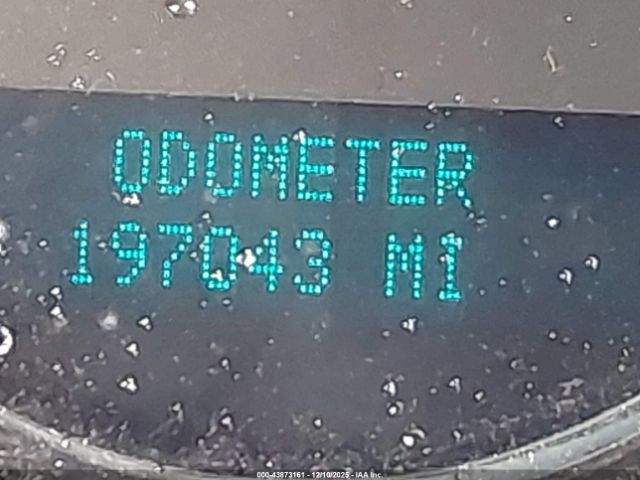 ODOMETER
197043 MI
000-43873161 - 12/10/2025 - IAA Inc.